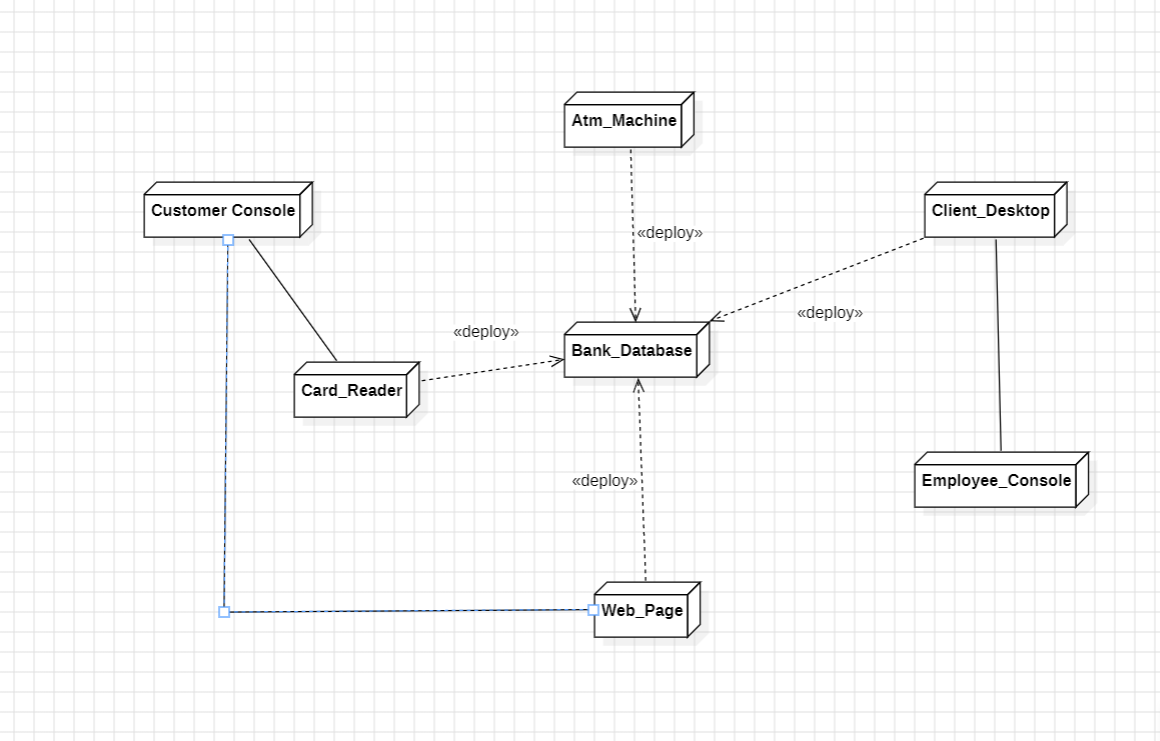 Atm_Machine
Customer Console
Client_Desktop
«deploy»
«deploy»
«deploy»
Bank_Database
Card_Reader
«deploy»
Employee_Console
Web_Page